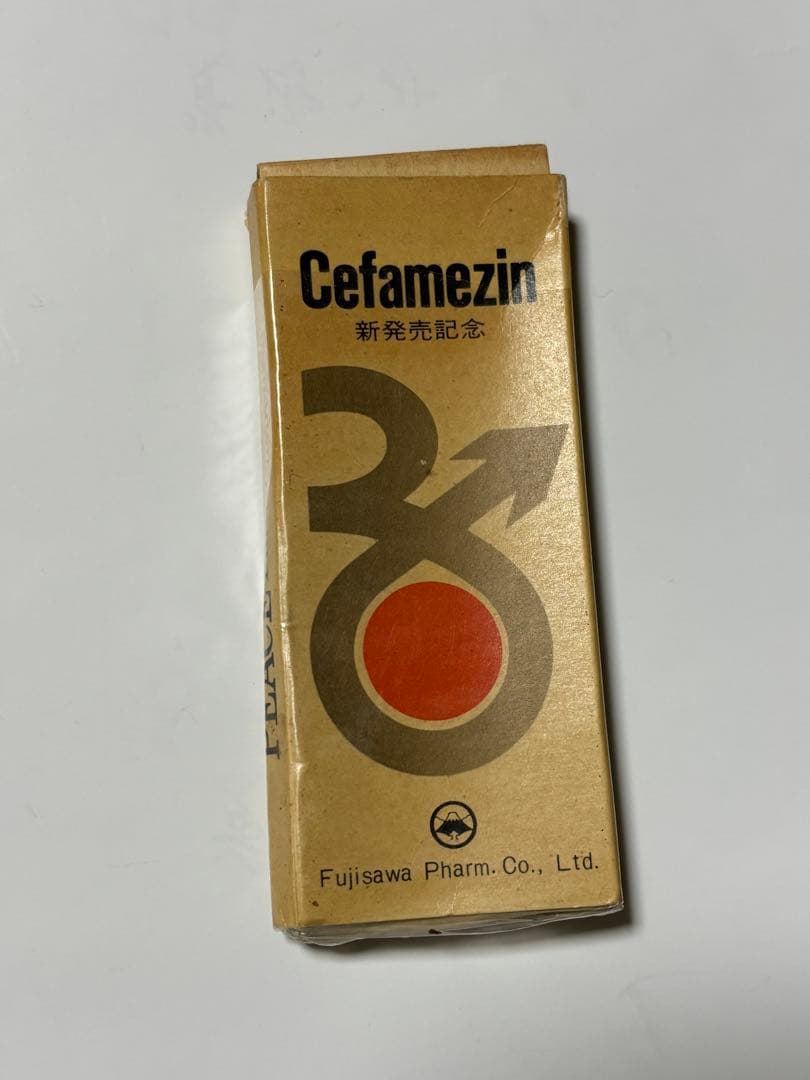 Cefamezin
新発売記念
Fujisawa Pharm. Co., Ltd.
PEACE